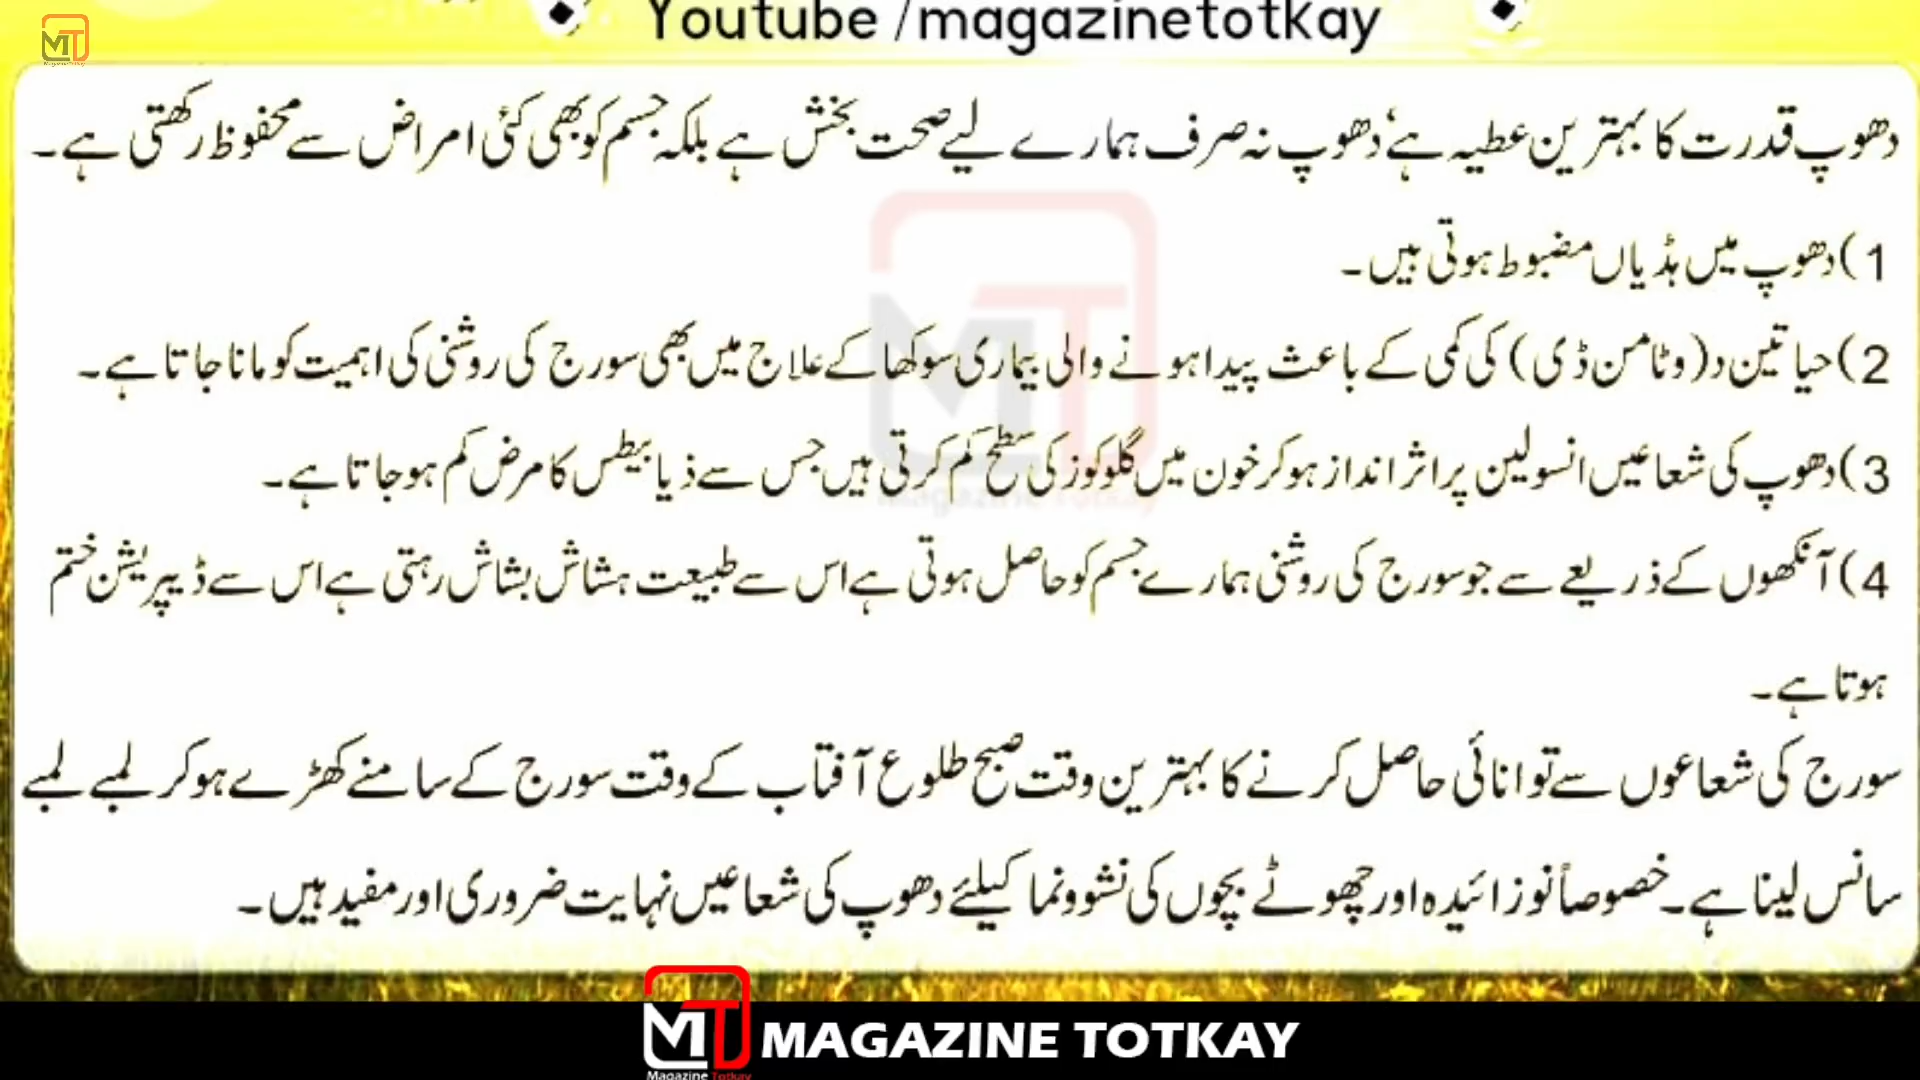 Youtube /magazinetotkay
MT
دھوپ قدرت کا بہترین عطیہ ہے‘ دھوپ نہ صرف ہمارے لیے صحت بخش ہے بلکہ جسم کو بھی کئی امراض سے محفوظ رکھتی ہے۔
1) دھوپ میں ہڈیاں مضبوط ہوتی ہیں۔
2) حیاتین د (وٹامن ڈی) کی کمی کے باعث پیدا ہونے والی بیماری سوکھا کے علاج میں بھی سورج کی روشنی کی اہمیت کو مانا جاتا ہے۔
3) دھوپ کی شعاعیں انسولین پر اثر انداز ہو کر خون میں گلوکوز کی سطح کم کرتی ہیں جس سے ذیابیطس کا مرض کم ہو جاتا ہے۔
4) آنکھوں کے ذریعے سے جو سورج کی روشنی ہمارے جسم کو حاصل ہوتی ہے اس سے طبیعت ہشاش بشاش رہتی ہے اس سے ڈیپریشن ختم
ہوتا ہے۔
سورج کی شعاعوں سے توانائی حاصل کرنے کا بہترین وقت صبح طلوع آفتاب کے وقت سورج کے سامنے کھڑے ہو کر لمبے لمبے
سانس لینا ہے۔ خصوصاً نوزائیدہ اور چھوٹے بچوں کی نشوونما کیلئے دھوپ کی شعاعیں نہایت ضروری اور مفید ہیں۔
MT
Magazine Totkay
MT MAGAZINE TOTKAY
Magazine Totkay